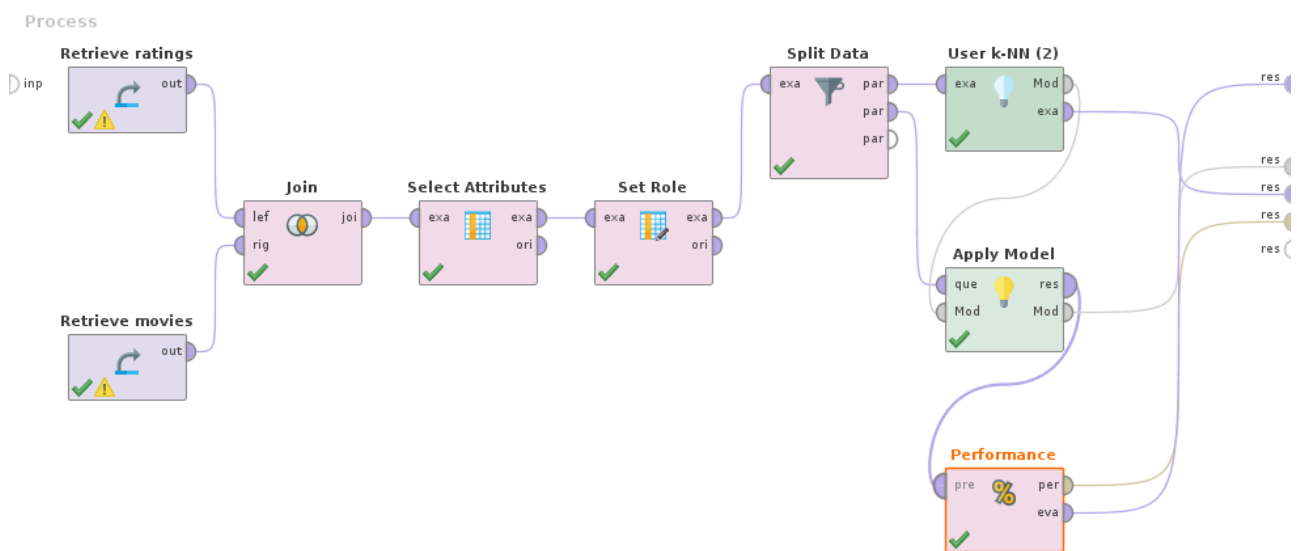 Process
inp
Retrieve ratings
out
Join
lef
joi
rig
Retrieve movies
out
Select Attributes
exa
exa
ori
Set Role
exa
exa
ori
Split Data
exa
par
par
par
User k-NN (2)
exa
Mod
exa
Apply Model
que
res
Mod
Mod
Performance
pre
%
per
eva
res
res
res
res
res